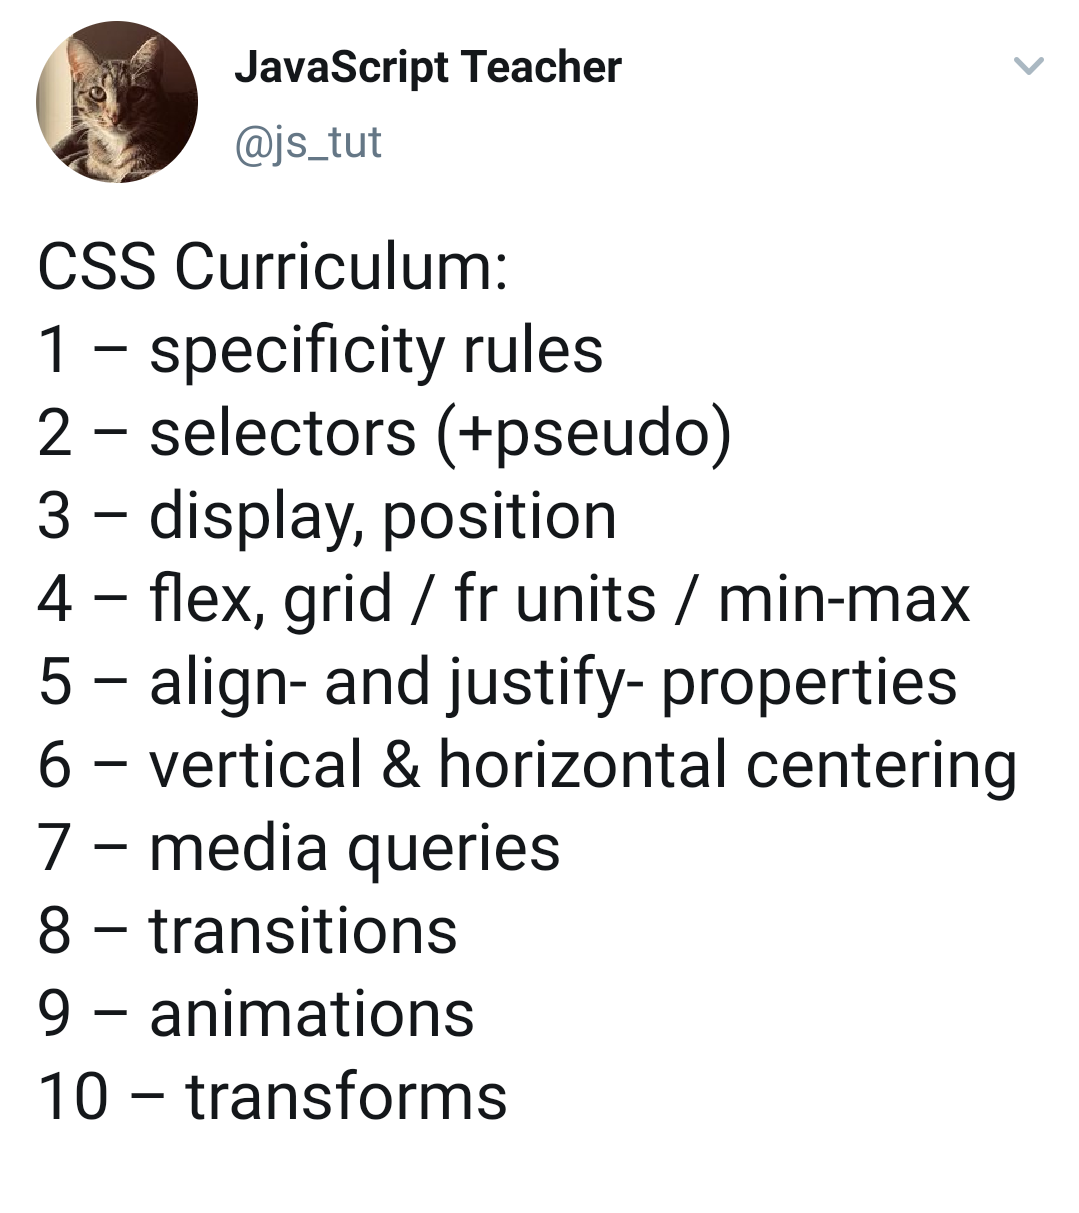 JavaScript Teacher
@js_tut
CSS Curriculum:
1 – specificity rules
2 – selectors (+pseudo)
3 – display, position
4 – flex, grid / fr units / min-max
5 – align- and justify- properties
6 – vertical & horizontal centering
7 – media queries
8 – transitions
9 – animations
10 – transforms